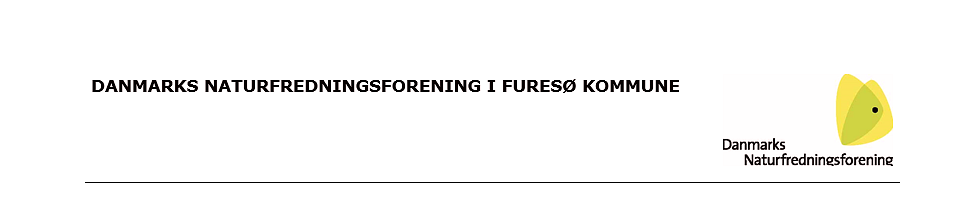 DANMARKS NATURFREDNINGSFORENING I FURESØ KOMMUNE
Danmarks
Naturfredningsforening